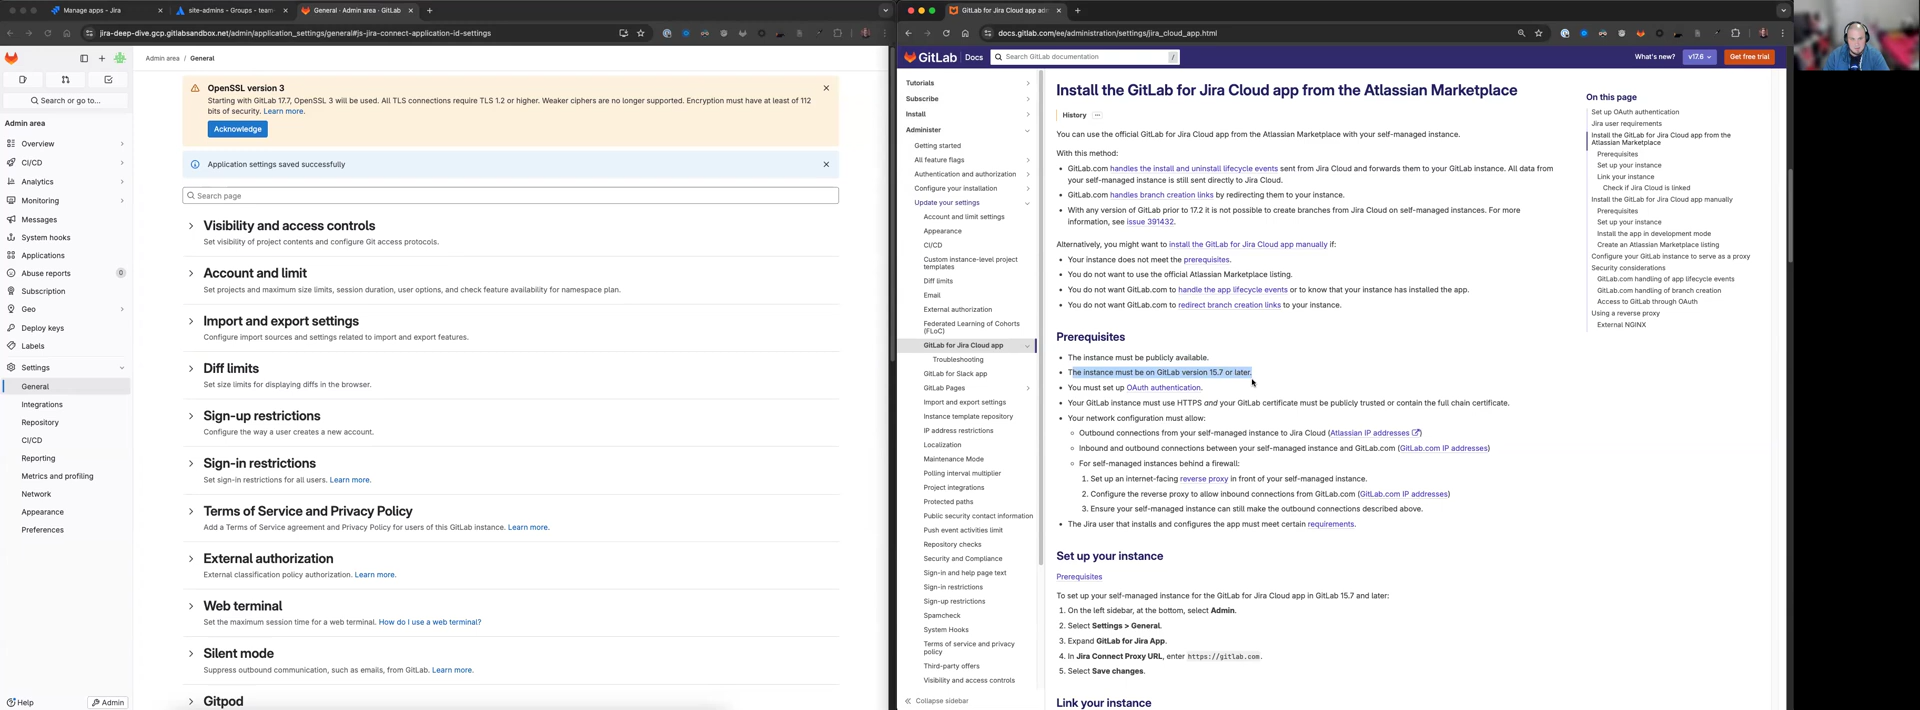 Manage apps - Jira
site-admins - Groups - team
General · Admin area · GitLab
jira-deep-dive.gcp.gitlabsandbox.net/admin/application_settings/general#js-jira-connect-application-id-settings
Search or go to...
Admin area
Overview
CI/CD
Analytics
Monitoring
Messages
System hooks
Applications
Abuse reports 0
Subscription
Geo
Deploy keys
Labels
Settings
General
Integrations
Repository
CI/CD
Reporting
Metrics and profiling
Network
Appearance
Preferences
Help
Admin
Admin area / General
OpenSSL version 3
Starting with GitLab 17.7, OpenSSL 3 will be used. All TLS connections require TLS 1.2 or higher. Weaker ciphers are no longer supported. Encryption must have at least of 112
bits of security. Learn more.
Acknowledge
Application settings saved successfully
Search page
Visibility and access controls
Set visibility of project contents and configure Git access protocols.
Account and limit
Set projects and maximum size limits, session duration, user options, and check feature availability for namespace plan.
Import and export settings
Configure import sources and settings related to import and export features.
Diff limits
Set size limits for displaying diffs in the browser.
Sign-up restrictions
Configure the way a user creates a new account.
Sign-in restrictions
Set sign-in restrictions for all users. Learn more.
Terms of Service and Privacy Policy
Add a Terms of Service agreement and Privacy Policy for users of this GitLab instance. Learn more.
External authorization
External classification policy authorization. Learn more.
Web terminal
Set the maximum session time for a web terminal. How do I use a web terminal?
Silent mode
Suppress outbound communication, such as emails, from GitLab. Learn more.
Gitpod
GitLab for Jira Cloud app ad
docs.gitlab.com/ee/administration/settings/jira_cloud_app.html
GitLab Docs
Search GitLab documentation /
What's new?
v17.6
Get free trial
Tutorials
Subscribe
Install
Administer
Getting started
All feature flags
Authentication and authorization
Configure your installation
Update your settings
Account and limit settings
Appearance
CI/CD
Custom instance-level project
templates
Diff limits
Email
External authorization
Federated Learning of Cohorts
(FLoC)
GitLab for Jira Cloud app
Troubleshooting
GitLab for Slack app
GitLab Pages
Import and export settings
Instance template repository
IP address restrictions
Localization
Maintenance Mode
Polling interval multiplier
Project integrations
Protected paths
Public security contact information
Push event activities limit
Repository checks
Security and Compliance
Sign-in and help page text
Sign-in restrictions
Sign-up restrictions
Spamcheck
System Hooks
Terms of service and privacy
policy
Third-party offers
Visibility and access controls
Collapse sidebar
Install the GitLab for Jira Cloud app from the Atlassian Marketplace
History ...
You can use the official GitLab for Jira Cloud app from the Atlassian Marketplace with your self-managed instance.
With this method:
• GitLab.com handles the install and uninstall lifecycle events sent from Jira Cloud and forwards them to your GitLab instance. All data from
your self-managed instance is still sent directly to Jira Cloud.
• GitLab.com handles branch creation links by redirecting them to your instance.
• With any version of GitLab prior to 17.2 it is not possible to create branches from Jira Cloud on self-managed instances. For more
information, see issue 391432.
Alternatively, you might want to install the GitLab for Jira Cloud app manually if:
• Your instance does not meet the prerequisites.
• You do not want to use the official Atlassian Marketplace listing.
• You do not want GitLab.com to handle the app lifecycle events or to know that your instance has installed the app.
• You do not want GitLab.com to redirect branch creation links to your instance.
Prerequisites
• The instance must be publicly available.
• The instance must be on GitLab version 15.7 or later.
• You must set up OAuth authentication.
• Your GitLab instance must use HTTPS and your GitLab certificate must be publicly trusted or contain the full chain certificate.
• Your network configuration must allow:
Outbound connections from your self-managed instance to Jira Cloud (Atlassian IP addresses)
Inbound and outbound connections between your self-managed instance and GitLab.com (GitLab.com IP addresses)
For self-managed instances behind a firewall:
1. Set up an internet-facing reverse proxy in front of your self-managed instance.
2. Configure the reverse proxy to allow inbound connections from GitLab.com (GitLab.com IP addresses)
3. Ensure your self-managed instance can still make the outbound connections described above.
• The Jira user that installs and configures the app must meet certain requirements.
Set up your instance
Prerequisites
To set up your self-managed instance for the GitLab for Jira Cloud app in GitLab 15.7 and later:
1. On the left sidebar, at the bottom, select Admin.
2. Select Settings > General.
3. Expand GitLab for Jira App.
4. In Jira Connect Proxy URL, enter https://gitlab.com.
5. Select Save changes.
Link your instance
On this page
Set up OAuth authentication
Jira user requirements
Install the GitLab for Jira Cloud app from the
Atlassian Marketplace
Prerequisites
Set up your instance
Link your instance
Check if Jira Cloud is linked
Install the GitLab for Jira Cloud app manually
Prerequisites
Set up your instance
Install the app in development mode
Create an Atlassian Marketplace listing
Configure your GitLab instance to serve as a proxy
Security considerations
GitLab.com handling of app lifecycle events
GitLab.com handling of branch creation
Access to GitLab through OAuth
Using a reverse proxy
External NGINX